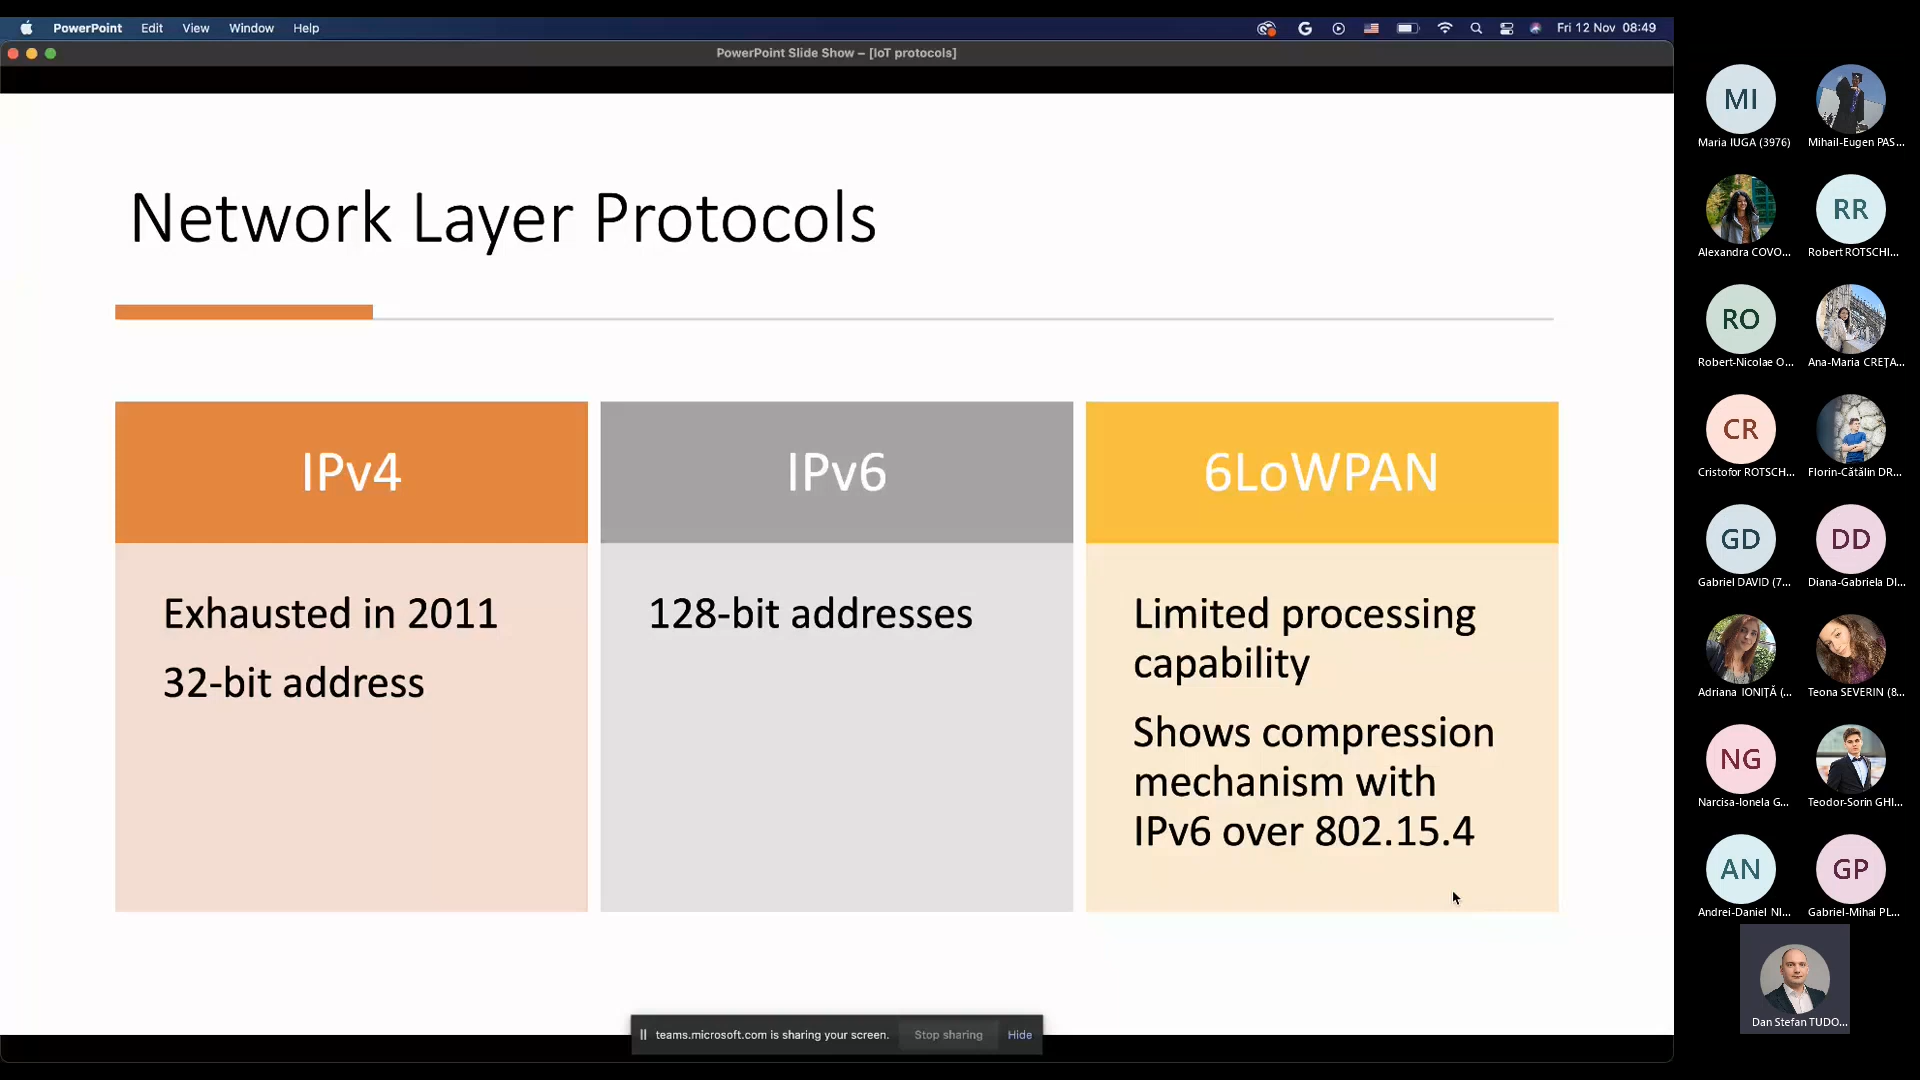 PowerPoint Edit View Window Help
Fri 12 Nov 08:49
PowerPoint Slide Show – [IoT protocols]
Network Layer Protocols
IPv4
Exhausted in 2011
32-bit address
IPv6
128-bit addresses
6LoWPAN
Limited processing
capability
Shows compression
mechanism with
IPv6 over 802.15.4
teams.microsoft.com is sharing your screen. Stop sharing Hide
MI
Maria IUGA (3976) Mihail-Eugen PAS...
RR
Alexandra COVO... Robert ROTSCHI...
RO
Robert-Nicolae O... Ana-Maria CREȚA...
CR
Cristofor ROTSCH... Florin-Cătălin DR...
GD DD
Gabriel DAVID (7... Diana-Gabriela DI...
Adriana IONIȚĂ (... Teona SEVERIN (8...
NG
Narcisa-Ionela G... Teodor-Sorin GHI...
AN GP
Andrei-Daniel NI... Gabriel-Mihai PL...
Dan Stefan TUDO...